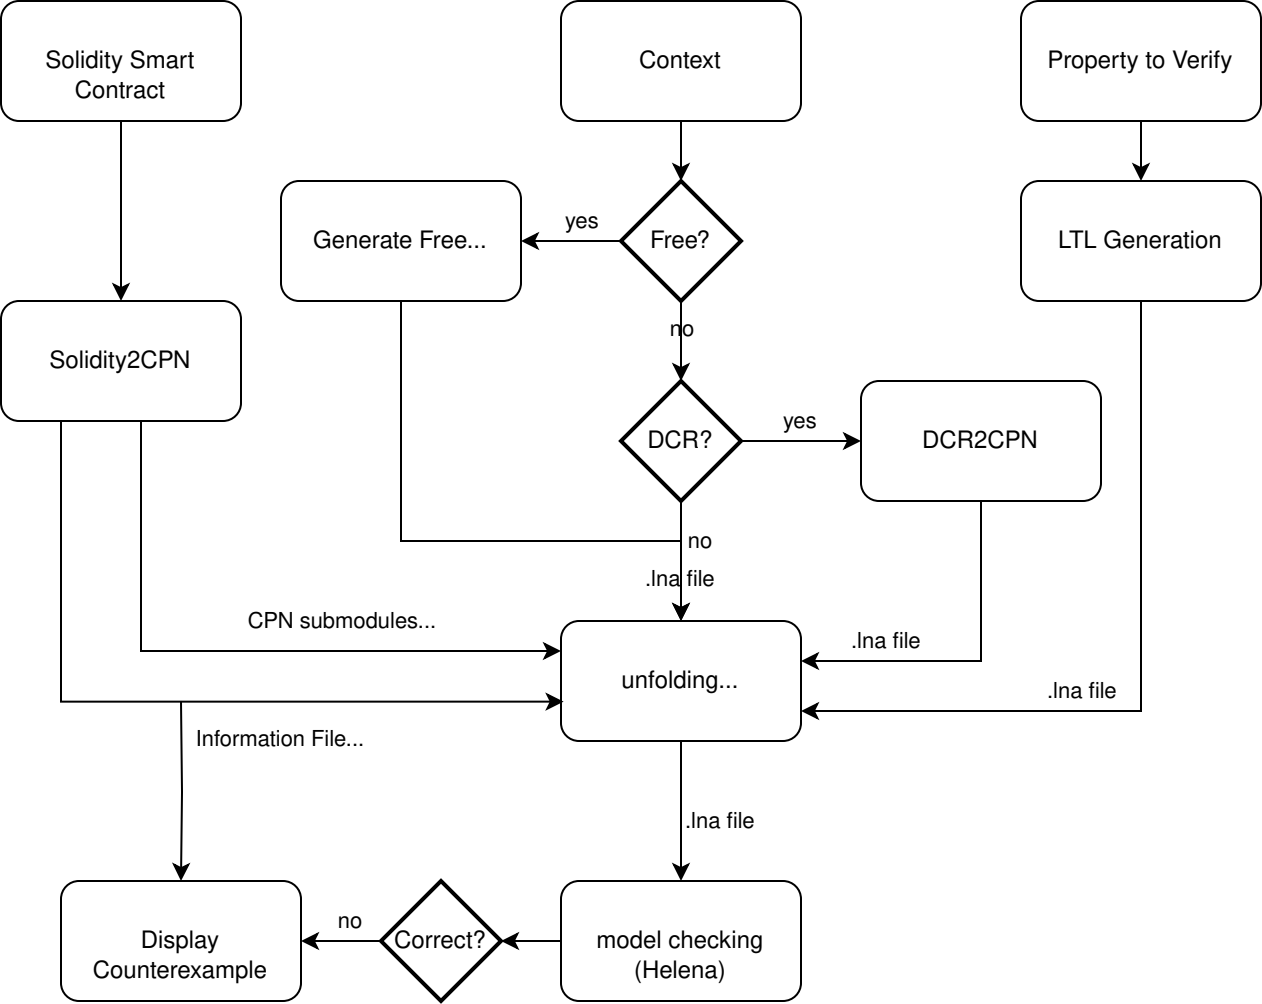 Solidity Smart
Contract
Context
Property to Verify
yes
Generate Free...
Free?
LTL Generation
no
Solidity2CPN
yes
DCR?
DCR2CPN
no
.lna file
CPN submodules...
.lna file
unfolding...
.lna file
Information File...
.lna file
no
Display
Counterexample
Correct?
model checking
(Helena)